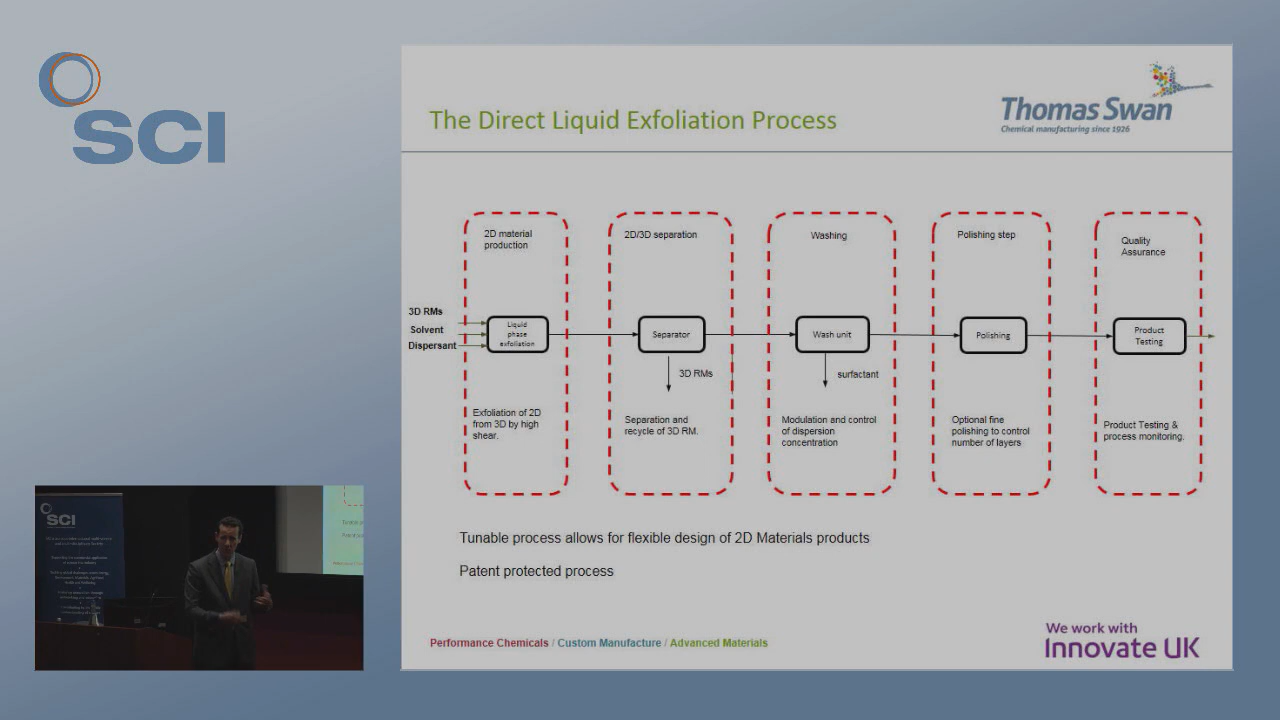 SCI
The Direct Liquid Exfoliation Process
Thomas Swan
Chemical manufacturing since 1926
2D material
production
2D/3D separation
Washing
Polishing step
Quality
Assurance
3D RMs
Solvent
Dispersant
Liquid
phase
exfoliation
Separator
Wash unit
Polishing
Product
Testing
3D RMs
surfactant
Exfoliation of 2D
from 3D by high
shear.
Separation and
recycle of 3D RM.
Modulation and control
of dispersion
concentration
Optional fine
polishing to control
number of layers
Product Testing &
process monitoring.
Tunable process allows for flexible design of 2D Materials products
Patent protected process
Performance Chemicals / Custom Manufacture / Advanced Materials
We work with
Innovate UK
SCI